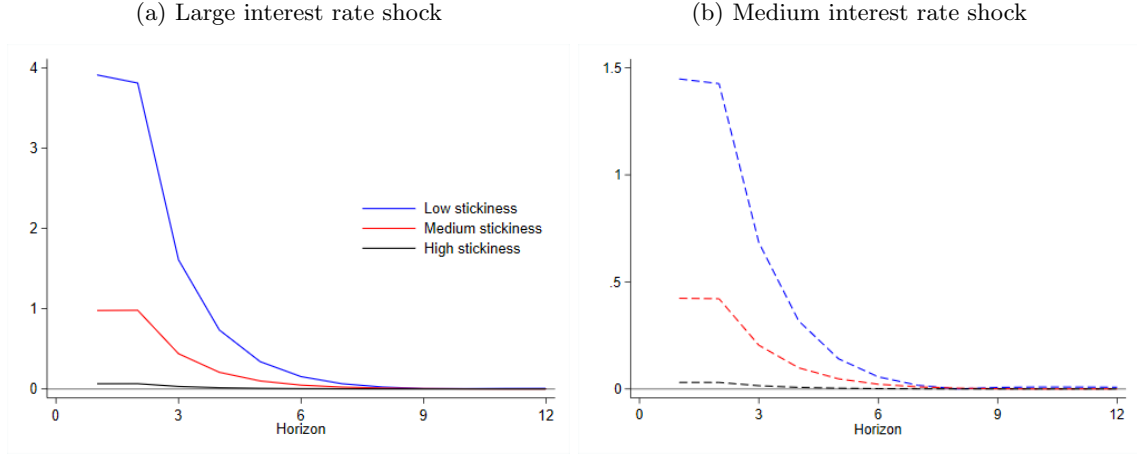 (a) Large interest rate shock
4
3
2
1
0
0 3 6 9 12
Horizon
Low stickiness
Medium stickiness
High stickiness
(b) Medium interest rate shock
1.5
1
.5
0
0 3 6 9 12
Horizon